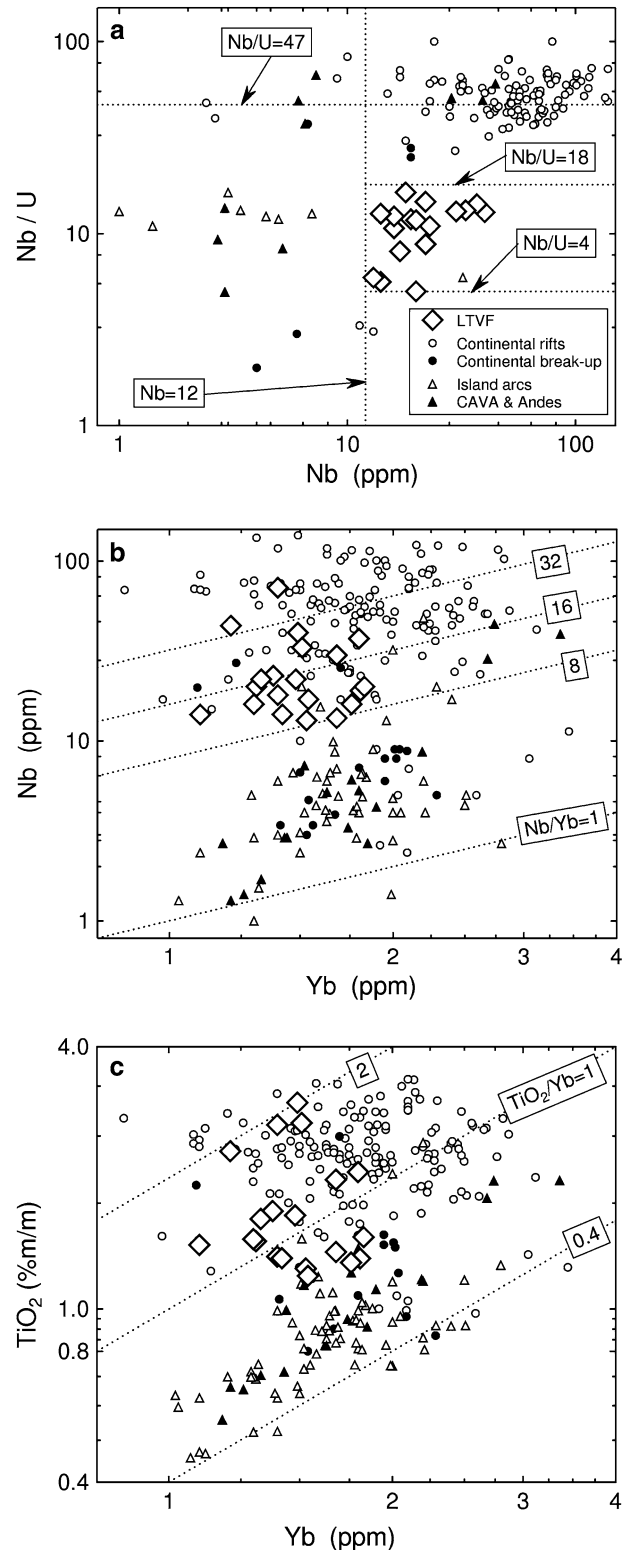 a
Nb/U=47
Nb/U=18
Nb/U=4
Nb=12
LTVF
Continental rifts
Continental break-up
Island arcs
CAVA & Andes
100
10
1
Nb / U
1
10
100
Nb (ppm)
b
32
16
8
Nb/Yb=1
100
10
1
Nb (ppm)
1
2
3
4
Yb (ppm)
c
2
TiO2/Yb=1
0.4
4.0
1.0
0.8
0.4
TiO2 (%m/m)
1
2
3
4
Yb (ppm)